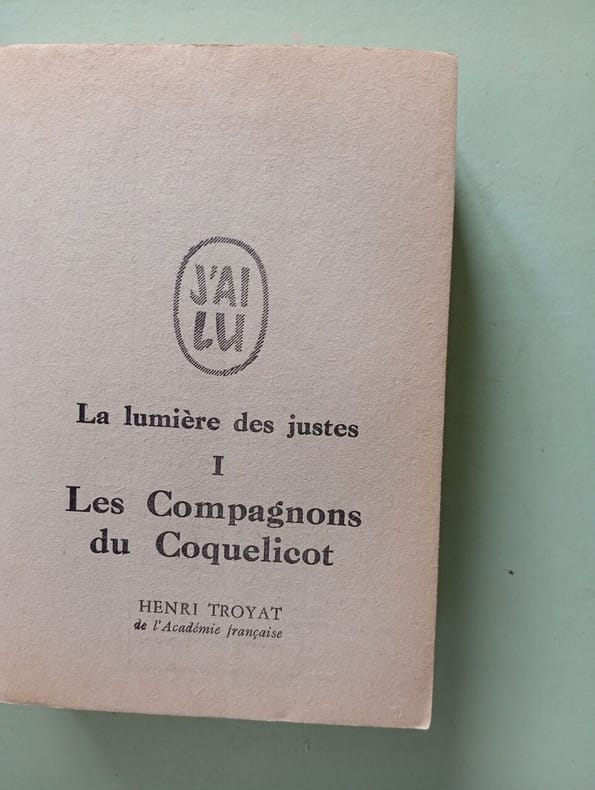 J'AI
LU
La lumière des justes
I
Les Compagnons
du Coquelicot
HENRI TROYAT
de l'Académie française